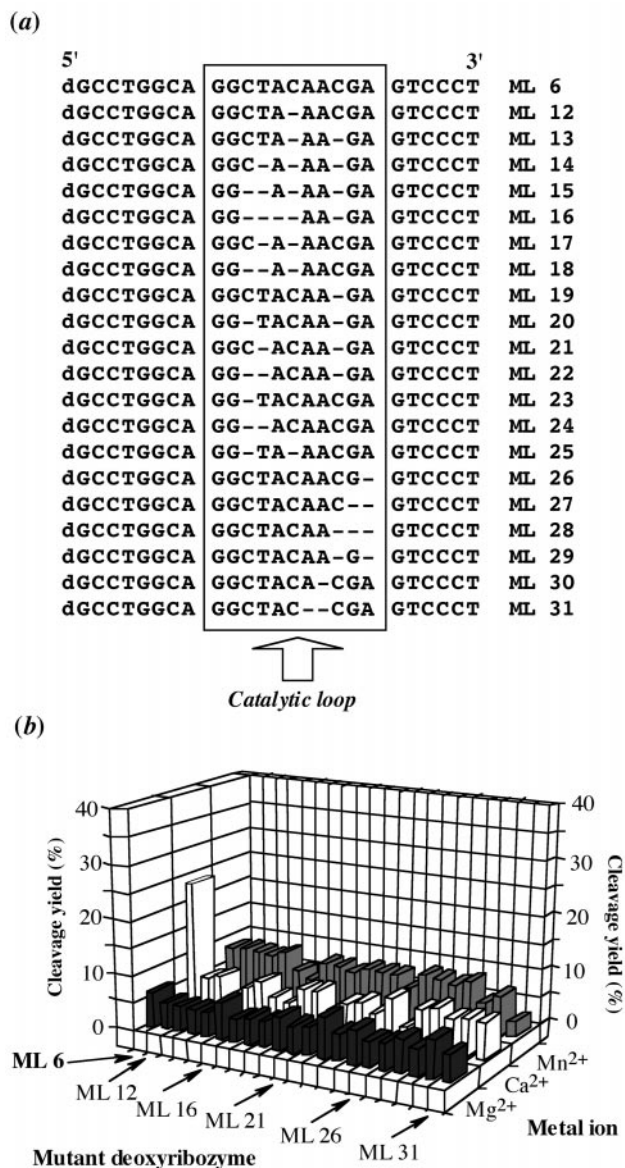 (a)
5' 3'
dGCCTGGCA GGCTACAACGA GTCCCT ML 6
dGCCTGGCA GGCTA-AACGA GTCCCT ML 12
dGCCTGGCA GGCTA-AA-GA GTCCCT ML 13
dGCCTGGCA GGC-A-AA-GA GTCCCT ML 14
dGCCTGGCA GG--A-AA-GA GTCCCT ML 15
dGCCTGGCA GG----AA-GA GTCCCT ML 16
dGCCTGGCA GGC-A-AACGA GTCCCT ML 17
dGCCTGGCA GG--A-AACGA GTCCCT ML 18
dGCCTGGCA GGCTACAA-GA GTCCCT ML 19
dGCCTGGCA GG-TACAA-GA GTCCCT ML 20
dGCCTGGCA GGC-ACAA-GA GTCCCT ML 21
dGCCTGGCA GG--ACAA-GA GTCCCT ML 22
dGCCTGGCA GG-TACAACGA GTCCCT ML 23
dGCCTGGCA GG--ACAACGA GTCCCT ML 24
dGCCTGGCA GG-TA-AACGA GTCCCT ML 25
dGCCTGGCA GGCTACAACG- GTCCCT ML 26
dGCCTGGCA GGCTACAAC-- GTCCCT ML 27
dGCCTGGCA GGCTACAA--- GTCCCT ML 28
dGCCTGGCA GGCTACAA-G- GTCCCT ML 29
dGCCTGGCA GGCTACA-CGA GTCCCT ML 30
dGCCTGGCA GGCTAC--CGA GTCCCT ML 31
Catalytic loop
(b)
40 40
30 30
20 20
10 10
0 0
Cleavage yield (%)
Cleavage yield (%)
ML 6
ML 12
ML 16
ML 21
ML 26
ML 31
Mg2+
Ca2+
Mn2+
Metal ion
Mutant deoxyribozyme